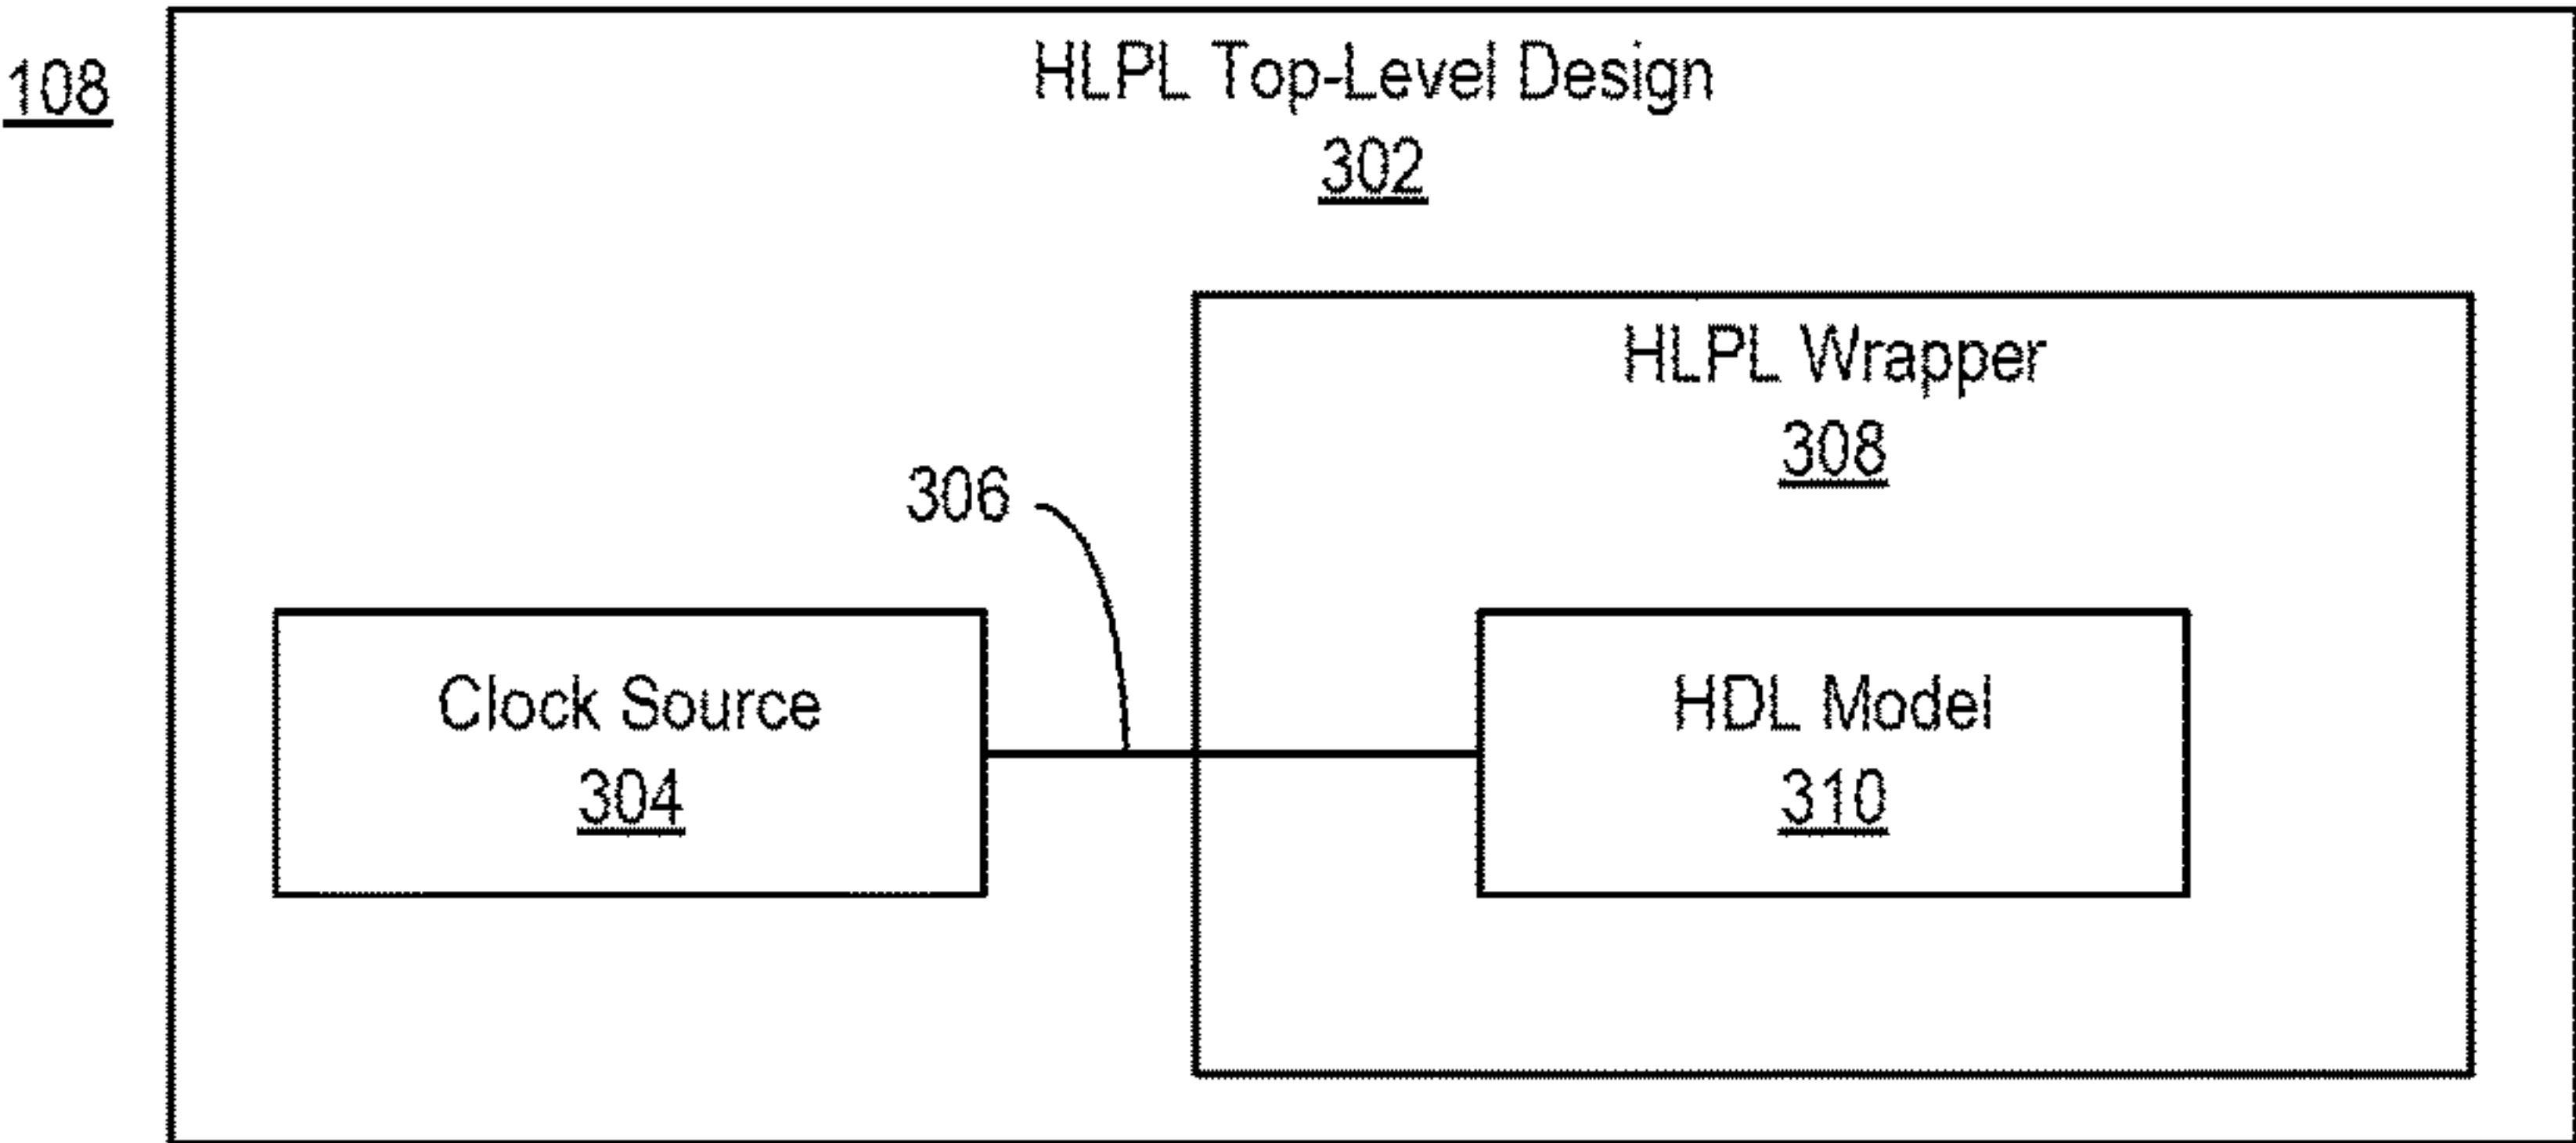 108
HLPL Top-Level Design
302
HLPL Wrapper
308
306
Clock Source
304
HDL Model
310